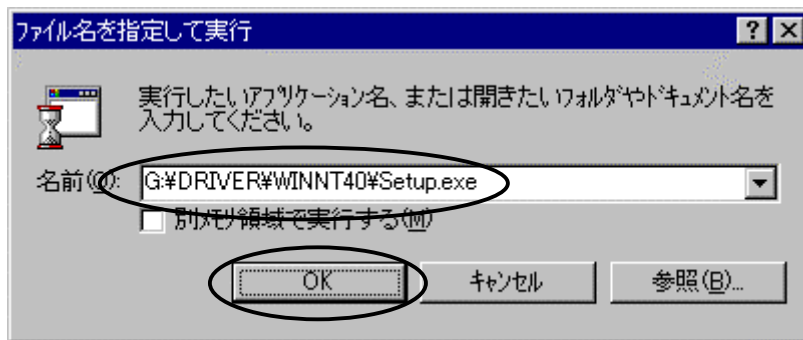 ファイル名を指定して実行
実行したいアプリケーション名、または開きたいフォルダやドキュメント名を
入力してください。
名前(O): G:¥DRIVER¥WINNT40¥Setup.exe
別メモリ領域で実行する(M)
OK キャンセル 参照(B)...